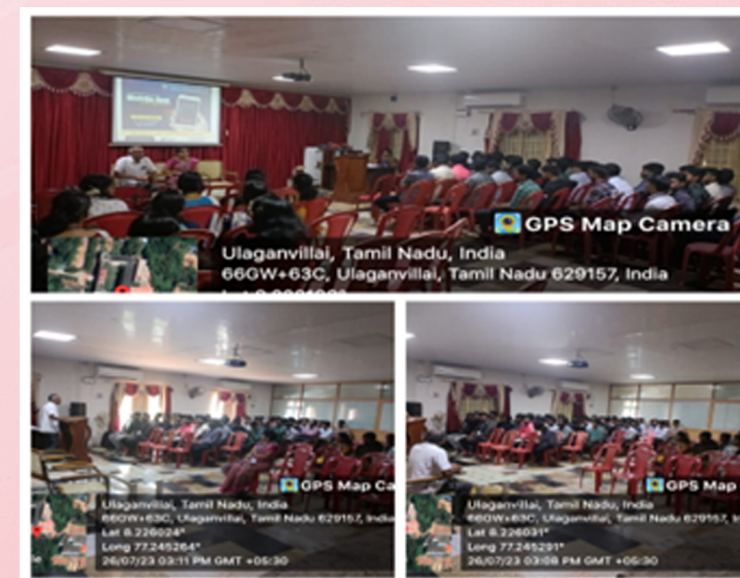 GPS Map Camera
Ulaganvillai, Tamil Nadu, India
66GW+63C, Ulaganvillai, Tamil Nadu 629157, India
GPS Map Ca
Ulaganvillai, Tamil Nadu, India
66GW+63C, Ulaganvillai, Tamil Nadu 629157, India
Lat 8.226024°
Long 77.245264°
26/07/23 03:11 PM GMT +05:30
GPS Map
Ulaganvillai, Tamil Nadu, India
66GW+63C, Ulaganvillai, Tamil Nadu 629157,
Lat 8.226031°
Long 77.245291°
26/07/23 03:08 PM GMT +05:30